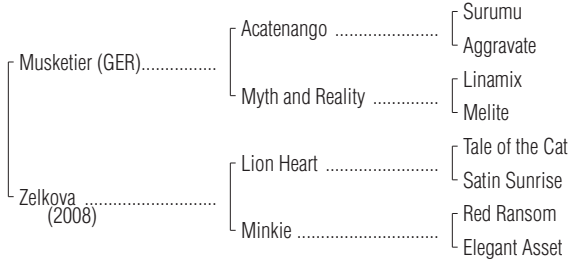 Surumu
Acatenango ....................
Aggravate
Musketier (GER)................
Linamix
Myth and Reality .............
Melite
Tale of the Cat
Lion Heart ......................
Satin Sunrise
Zelkova ............................
(2008)
Red Ransom
Minkie ............................
Elegant Asset